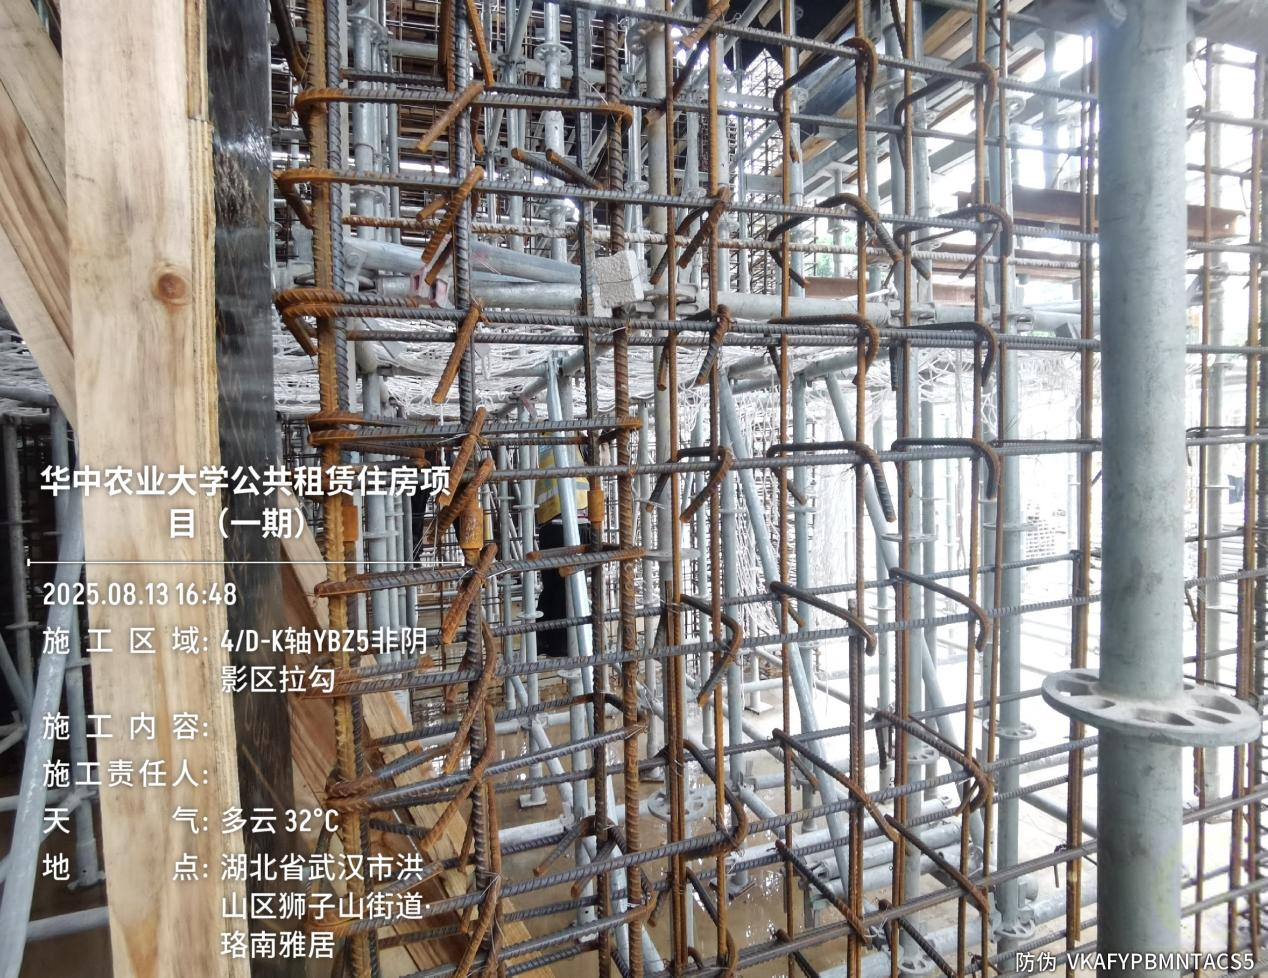 华中农业大学公共租赁住房项
目（一期）
2025.08.13 16:48
施工区域: 4/D-K轴YBZ5非阴
影区拉勾
施工内容:
施工责任人:
天气: 多云 32°C
地点: 湖北省武汉市洪
山区狮子山街道·
珞南雅居
防伪 VKAFYPBMNTACS5